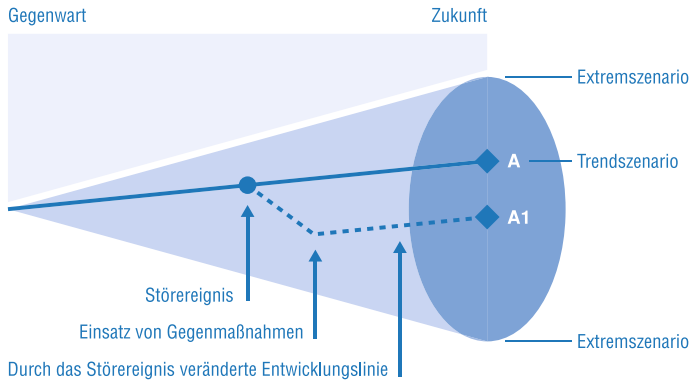 Gegenwart
Zukunft
Extremszenario
A
Trendszenario
A1
Störereignis
Einsatz von Gegenmaßnahmen
Extremszenario
Durch das Störereignis veränderte Entwicklungslinie